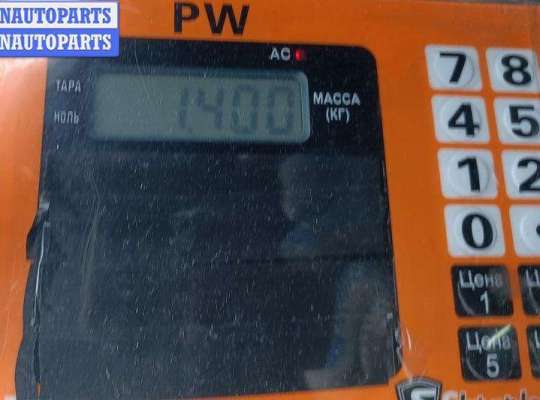 NAUTOPARTS
NAUTOPARTS
PW
AC
ТАРА
НОЛЬ
1.400
МАССА
(КГ)
7 8
4 5
1 2
0
Цена
1
Цена
5